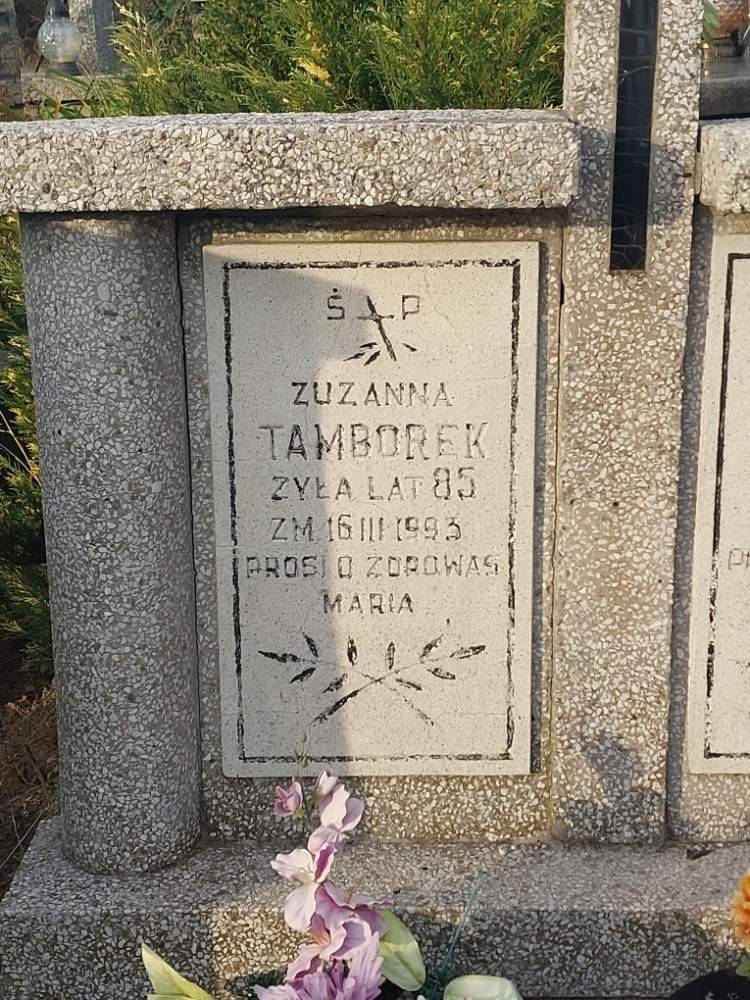 Ś P
ZUZANNA
TAMBOREK
ŻYŁA LAT 85
ZM. 16 III 1993
PROSI O ZDROWAŚ
MARIA